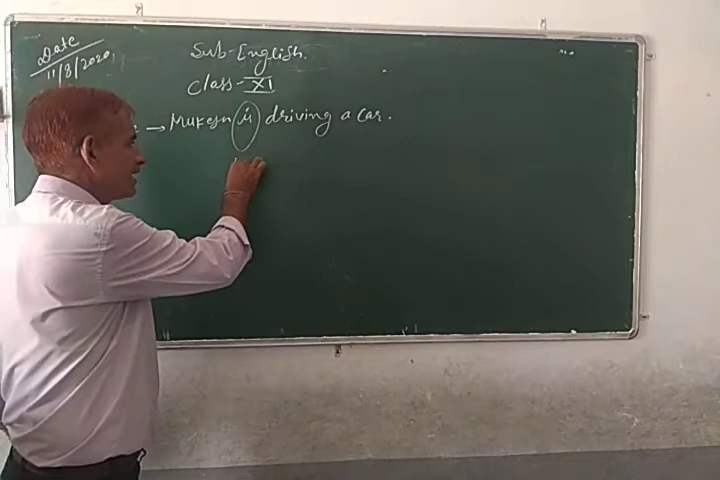 Date
11/8/2020
Sub-English.
Class-XI
→ Mukesh is driving a car.